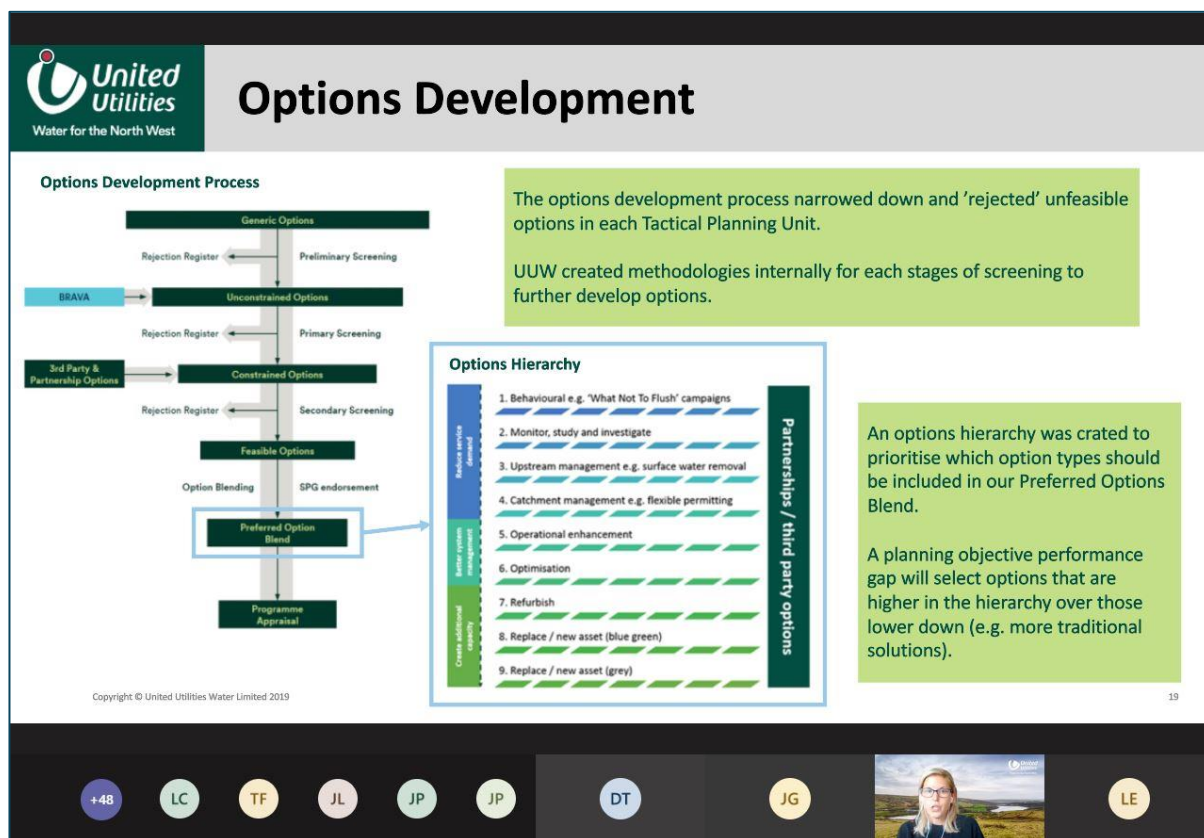 United
Utilities
Water for the North West
Options Development
Options Development Process
Generic Options
Rejection Register
Preliminary Screening
BRAVA
Unconstrained Options
Rejection Register
Primary Screening
3rd Party &
Partnership Options
Constrained Options
Rejection Register
Secondary Screening
Feasible Options
Option Blending
SPG endorsement
Preferred Option
Blend
Programme
Appraisal
The options development process narrowed down and 'rejected' unfeasible
options in each Tactical Planning Unit.
UUW created methodologies internally for each stages of screening to
further develop options.
Options Hierarchy
Reduce service
demand
1. Behavioural e.g. 'What Not To Flush' campaigns
2. Monitor, study and investigate
3. Upstream management e.g. surface water removal
4. Catchment management e.g. flexible permitting
Better system
management
5. Operational enhancement
6. Optimisation
Create additional
capacity
7. Refurbish
8. Replace / new asset (blue green)
9. Replace / new asset (grey)
Partnerships / third party options
An options hierarchy was crated to
prioritise which option types should
be included in our Preferred Options
Blend.
A planning objective performance
gap will select options that are
higher in the hierarchy over those
lower down (e.g. more traditional
solutions).
Copyright © United Utilities Water Limited 2019
19
+48
LC
TF
JL
JP
JP
DT
JG
LE